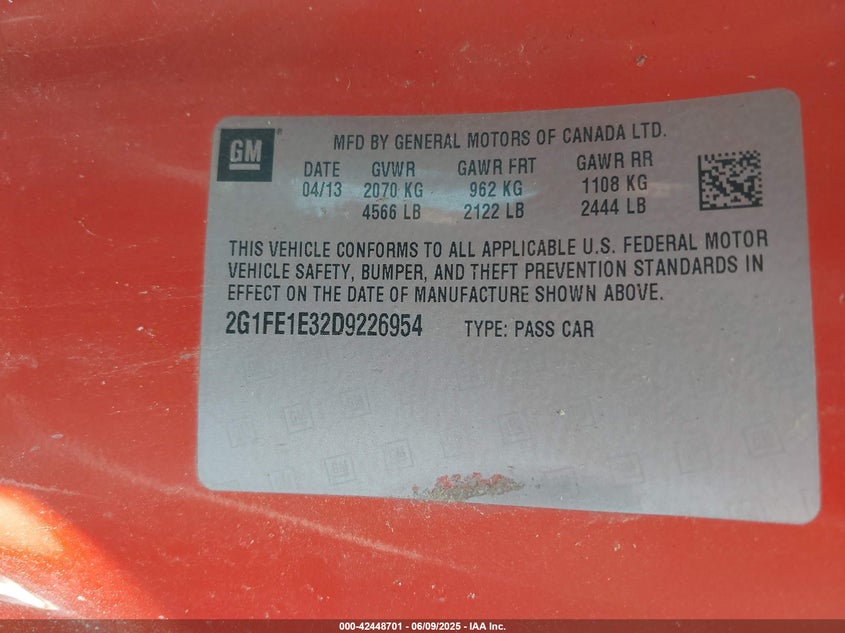 GM®
MFD BY GENERAL MOTORS OF CANADA LTD.
DATE GVWR GAWR FRT GAWR RR
04/13 2070 KG 962 KG 1108 KG
4566 LB 2122 LB 2444 LB
THIS VEHICLE CONFORMS TO ALL APPLICABLE U.S. FEDERAL MOTOR
VEHICLE SAFETY, BUMPER, AND THEFT PREVENTION STANDARDS IN
EFFECT ON THE DATE OF MANUFACTURE SHOWN ABOVE.
2G1FE1E32D9226954 TYPE: PASS CAR
000-42448701 - 06/09/2025 - IAA Inc.